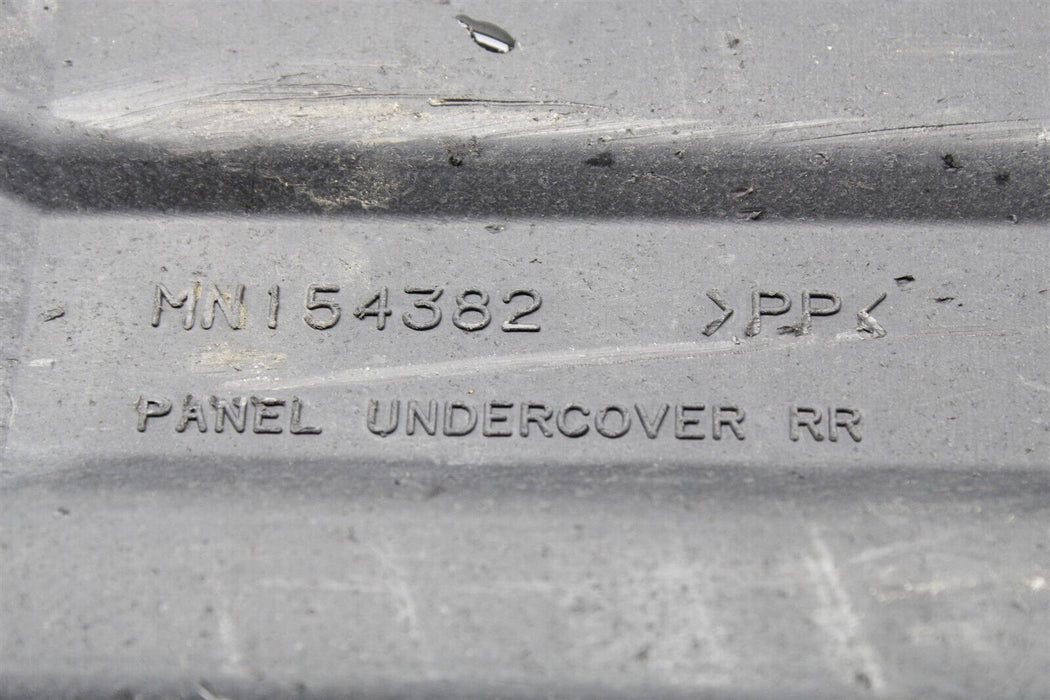 MN154382 >PP<
PANEL UNDERCOVER RR